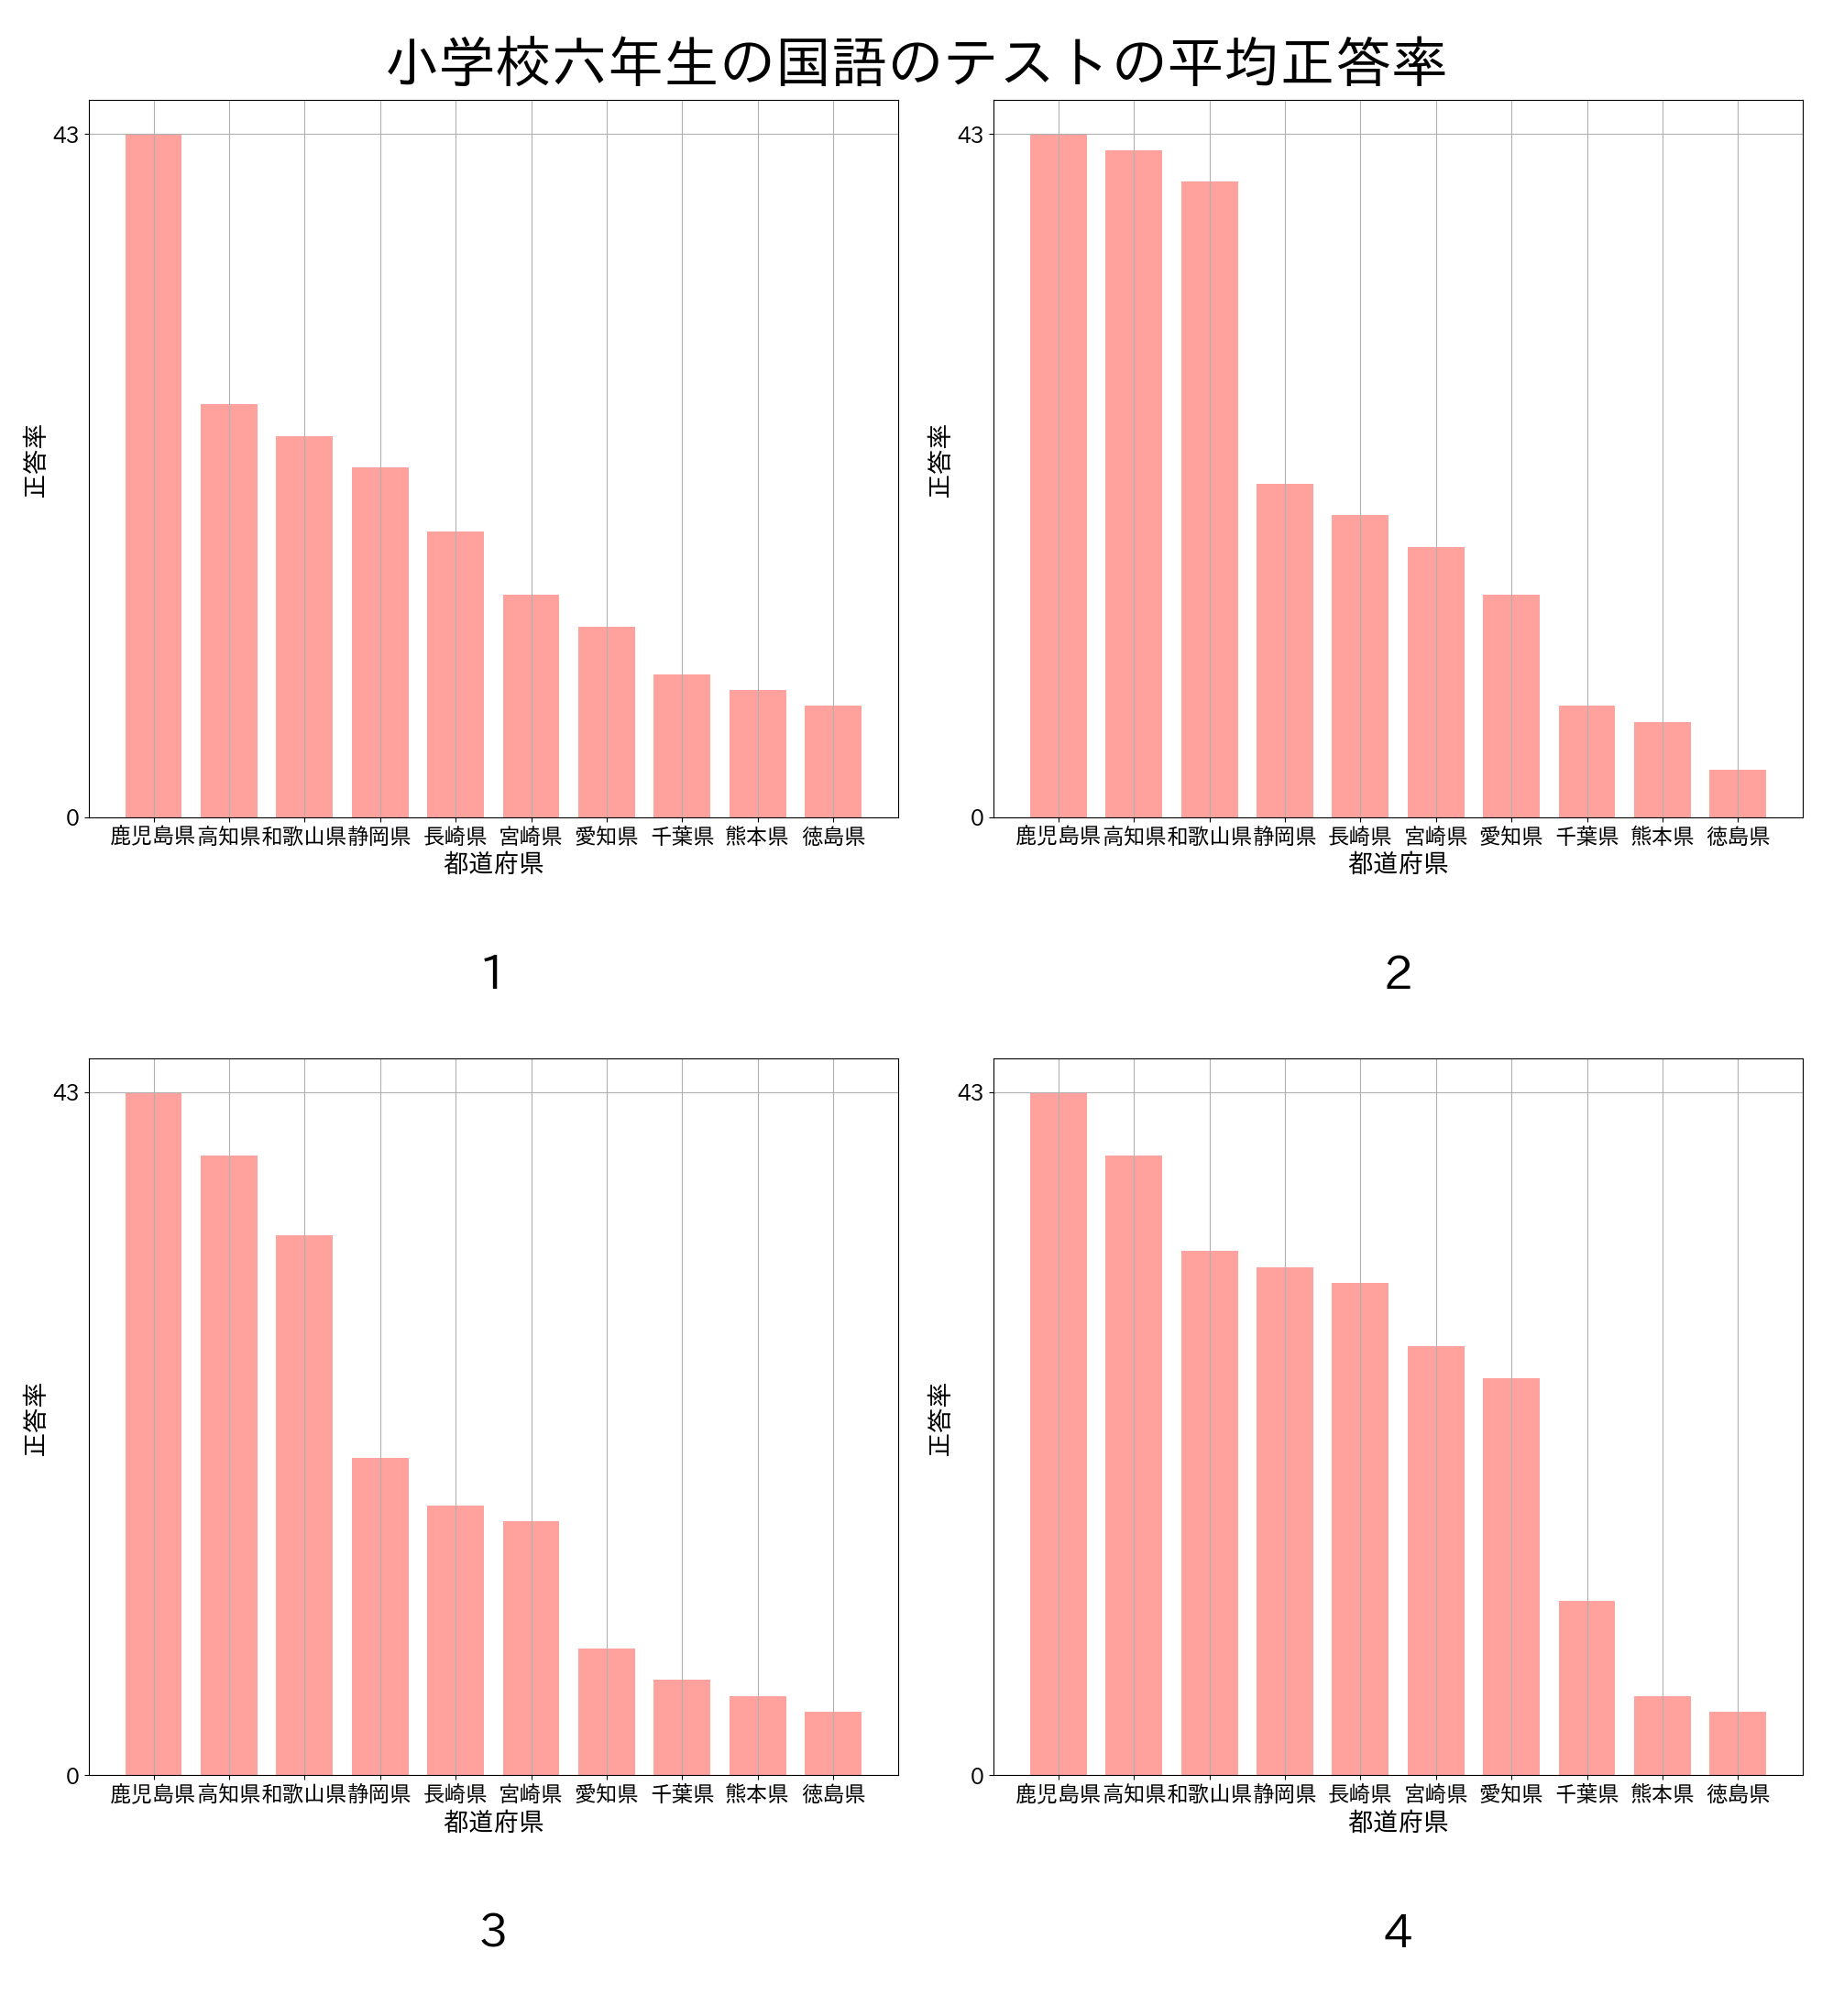 小学校六年生の国語のテストの平均正答率
43
正答率
0
鹿児島県 高知県 和歌山県 静岡県 長崎県 宮崎県 愛知県 千葉県 熊本県 徳島県
都道府県
1
43
正答率
0
鹿児島県 高知県 和歌山県 静岡県 長崎県 宮崎県 愛知県 千葉県 熊本県 徳島県
都道府県
2
43
正答率
0
鹿児島県 高知県 和歌山県 静岡県 長崎県 宮崎県 愛知県 千葉県 熊本県 徳島県
都道府県
3
43
正答率
0
鹿児島県 高知県 和歌山県 静岡県 長崎県 宮崎県 愛知県 千葉県 熊本県 徳島県
都道府県
4